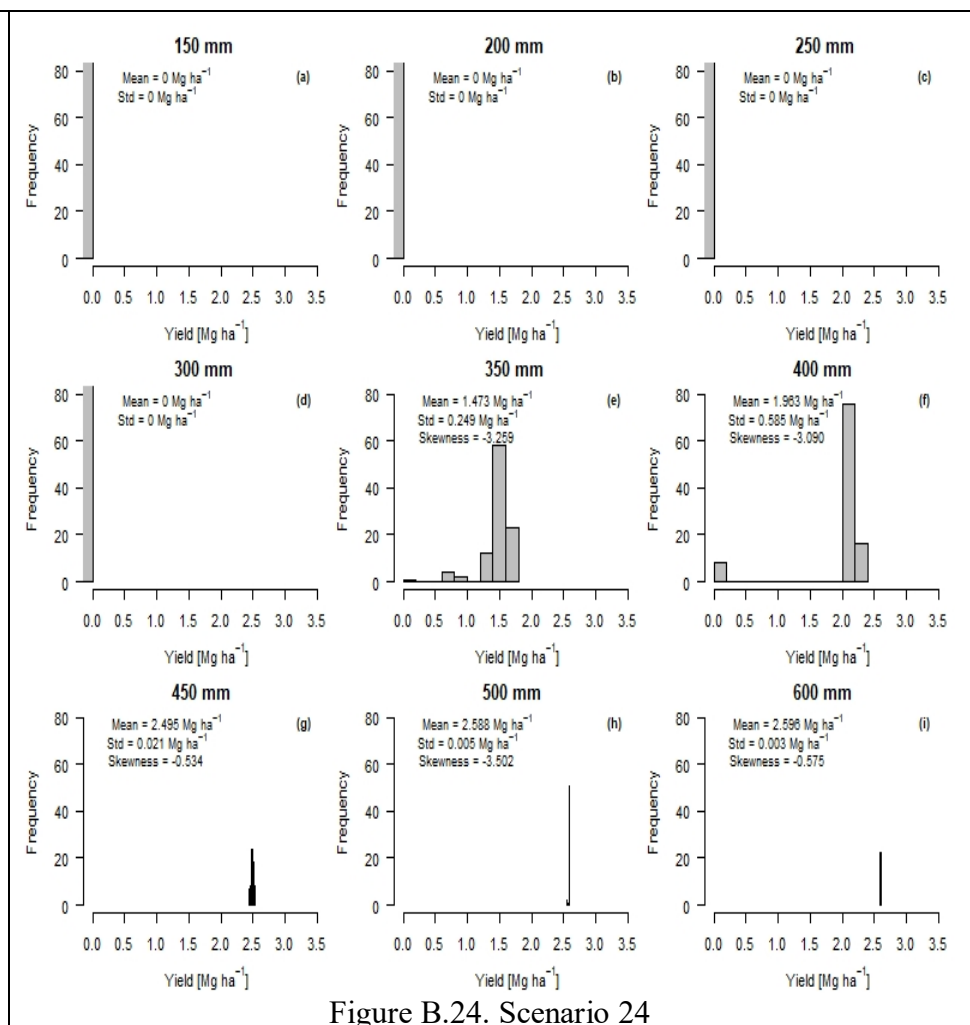 150 mm
Mean = 0 Mg ha⁻¹
(a)
Std = 0 Mg ha⁻¹
Frequency
80
60
40
20
0
0.0 0.5 1.0 1.5 2.0 2.5 3.0 3.5
Yield [Mg ha⁻¹]
200 mm
Mean = 0 Mg ha⁻¹
(b)
Std = 0 Mg ha⁻¹
Frequency
80
60
40
20
0
0.0 0.5 1.0 1.5 2.0 2.5 3.0 3.5
Yield [Mg ha⁻¹]
250 mm
Mean = 0 Mg ha⁻¹
(c)
Std = 0 Mg ha⁻¹
Frequency
80
60
40
20
0
0.0 0.5 1.0 1.5 2.0 2.5 3.0 3.5
Yield [Mg ha⁻¹]
300 mm
Mean = 0 Mg ha⁻¹
(d)
Std = 0 Mg ha⁻¹
Frequency
80
60
40
20
0
0.0 0.5 1.0 1.5 2.0 2.5 3.0 3.5
Yield [Mg ha⁻¹]
350 mm
Mean = 1.473 Mg ha⁻¹
(e)
Std = 0.249 Mg ha⁻¹
Skewness = -3.259
Frequency
80
60
40
20
0
0.0 0.5 1.0 1.5 2.0 2.5 3.0 3.5
Yield [Mg ha⁻¹]
400 mm
Mean = 1.963 Mg ha⁻¹
(f)
Std = 0.585 Mg ha⁻¹
Skewness = -3.090
Frequency
80
60
40
20
0
0.0 0.5 1.0 1.5 2.0 2.5 3.0 3.5
Yield [Mg ha⁻¹]
450 mm
Mean = 2.495 Mg ha⁻¹
(g)
Std = 0.021 Mg ha⁻¹
Skewness = -0.534
Frequency
80
60
40
20
0
0.0 0.5 1.0 1.5 2.0 2.5 3.0 3.5
Yield [Mg ha⁻¹]
500 mm
Mean = 2.588 Mg ha⁻¹
(h)
Std = 0.005 Mg ha⁻¹
Skewness = -3.502
Frequency
80
60
40
20
0
0.0 0.5 1.0 1.5 2.0 2.5 3.0 3.5
Yield [Mg ha⁻¹]
600 mm
Mean = 2.596 Mg ha⁻¹
(i)
Std = 0.003 Mg ha⁻¹
Skewness = -0.575
Frequency
80
60
40
20
0
0.0 0.5 1.0 1.5 2.0 2.5 3.0 3.5
Yield [Mg ha⁻¹]
Figure B.24. Scenario 24